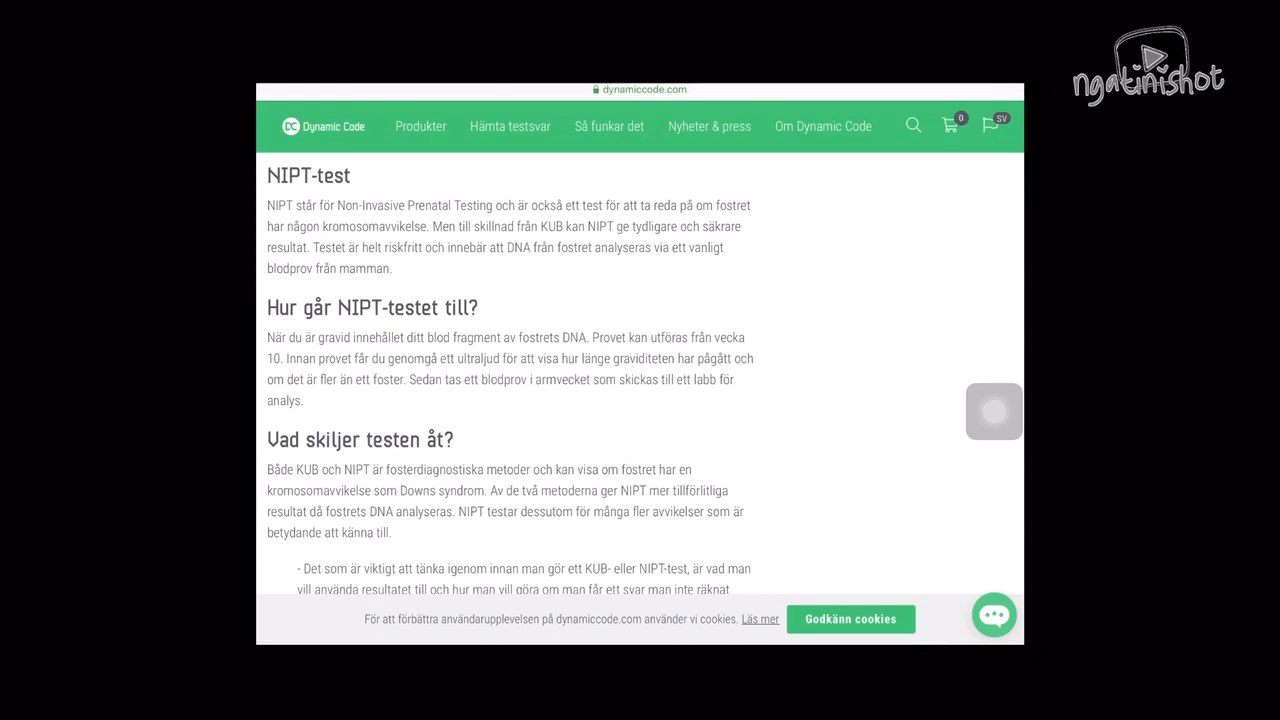 ngatinishot
dynamiccode.com
DC Dynamic Code
Produkter
Hämta testsvar
Så funkar det
Nyheter & press
Om Dynamic Code
0
SV
NIPT-test
NIPT står för Non-Invasive Prenatal Testing och är också ett test för att ta reda på om fostret
har någon kromosomavvikelse. Men till skillnad från KUB kan NIPT ge tydligare och säkrare
resultat. Testet är helt riskfritt och innebär att DNA från fostret analyseras via ett vanligt
blodprov från mamman.
Hur går NIPT-testet till?
När du är gravid innehållet ditt blod fragment av fostrets DNA. Provet kan utföras från vecka
10. Innan provet får du genomgå ett ultraljud för att visa hur länge graviditeten har pågått och
om det är fler än ett foster. Sedan tas ett blodprov i armvecket som skickas till ett labb för
analys.
Vad skiljer testen åt?
Både KUB och NIPT är fosterdiagnostiska metoder och kan visa om fostret har en
kromosomavvikelse som Downs syndrom. Av de två metoderna ger NIPT mer tillförlitliga
resultat då fostrets DNA analyseras. NIPT testar dessutom för många fler avvikelser som är
betydande att känna till.
- Det som är viktigt att tänka igenom innan man gör ett KUB- eller NIPT-test, är vad man
vill använda resultatet till och hur man vill göra om man får ett svar man inte räknat
För att förbättra användarupplevelsen på dynamiccode.com använder vi cookies. Läs mer
Godkänn cookies